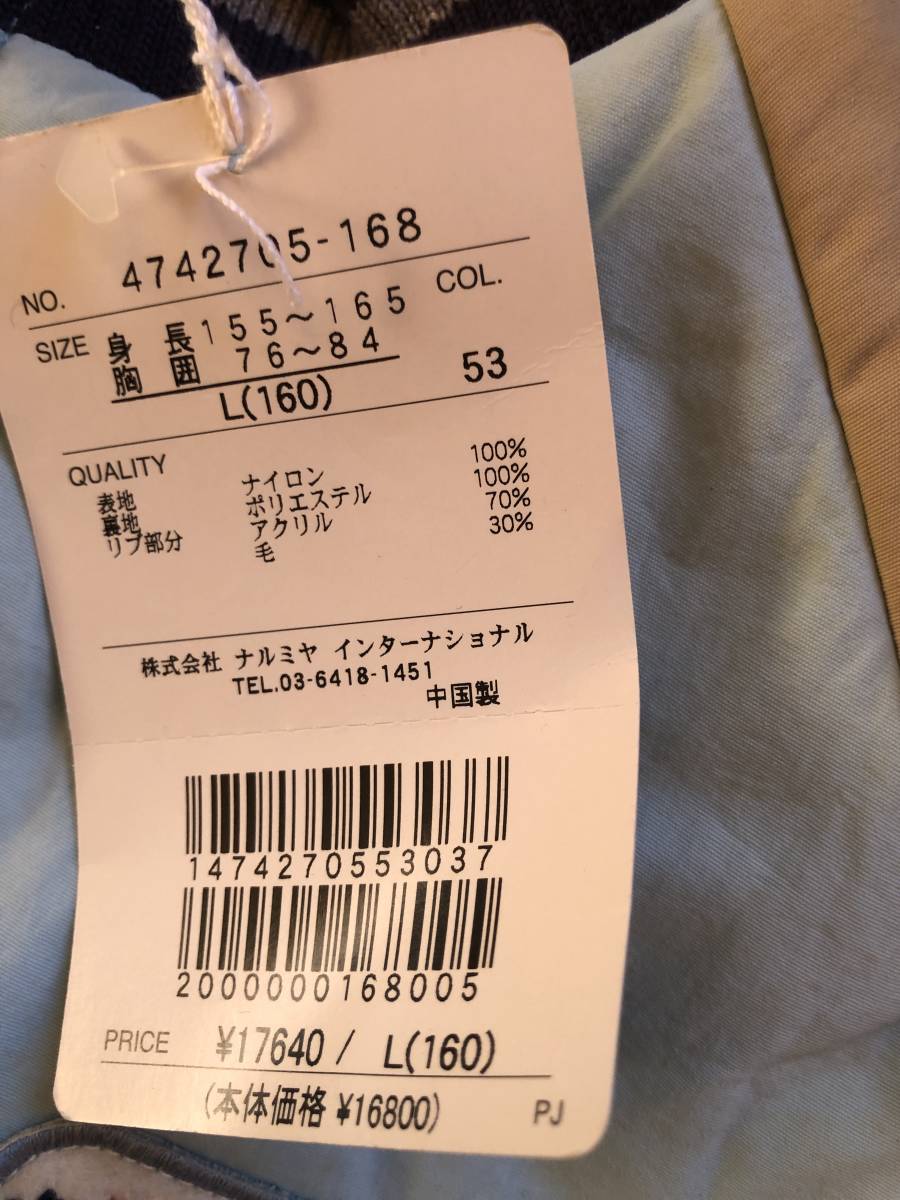 NO. 4742705-168
SIZE 身長 155～165 COL.
胸囲 76～84 53
L(160)
QUALITY
表地 ナイロン 100%
裏地 ポリエステル 100%
リブ部分 アクリル 70%
毛 30%
株式会社 ナルミヤ インターナショナル
TEL.03-6418-1451
中国製
1474270553037
2000000168005
PRICE ¥17640/ L(160)
(本体価格 ¥16800) PJ